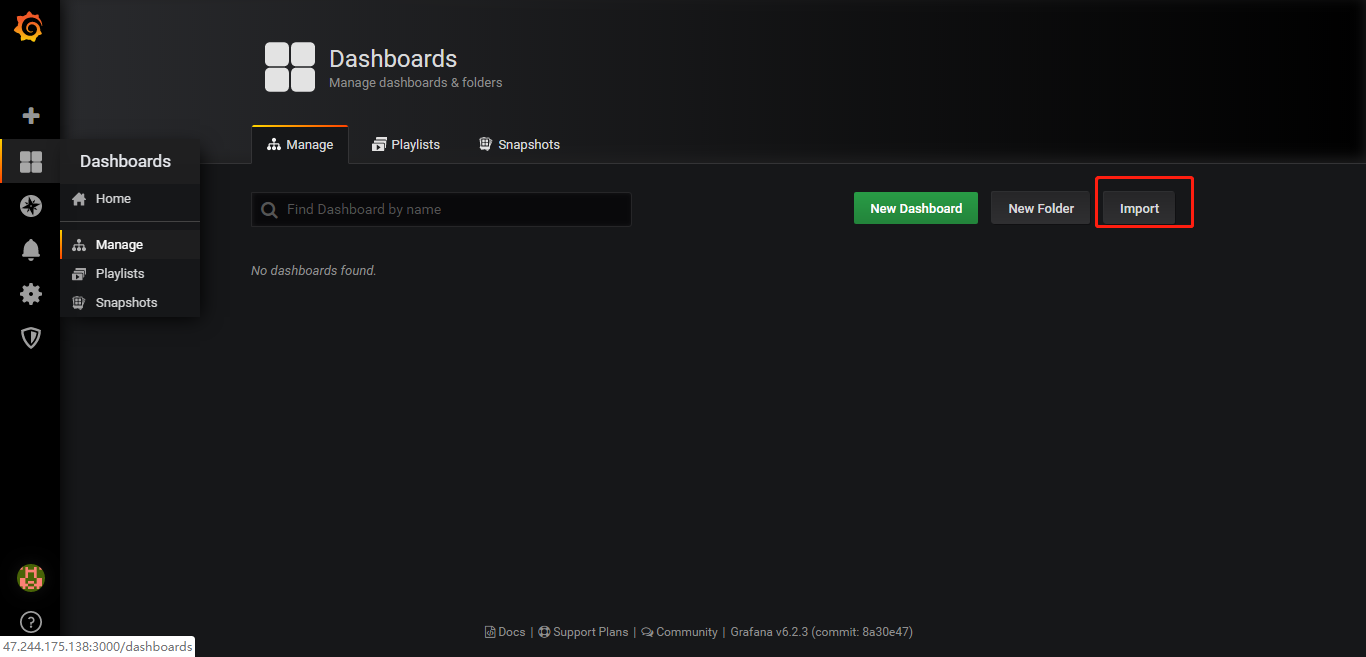 Dashboards
Manage dashboards & folders
Manage
Playlists
Snapshots
Dashboards
Home
Manage
Playlists
Snapshots
Find Dashboard by name
New Dashboard
New Folder
Import
No dashboards found.
Docs | Support Plans | Community | Grafana v6.2.3 (commit: 8a30e47)
?
47.244.175.138:3000/dashboards